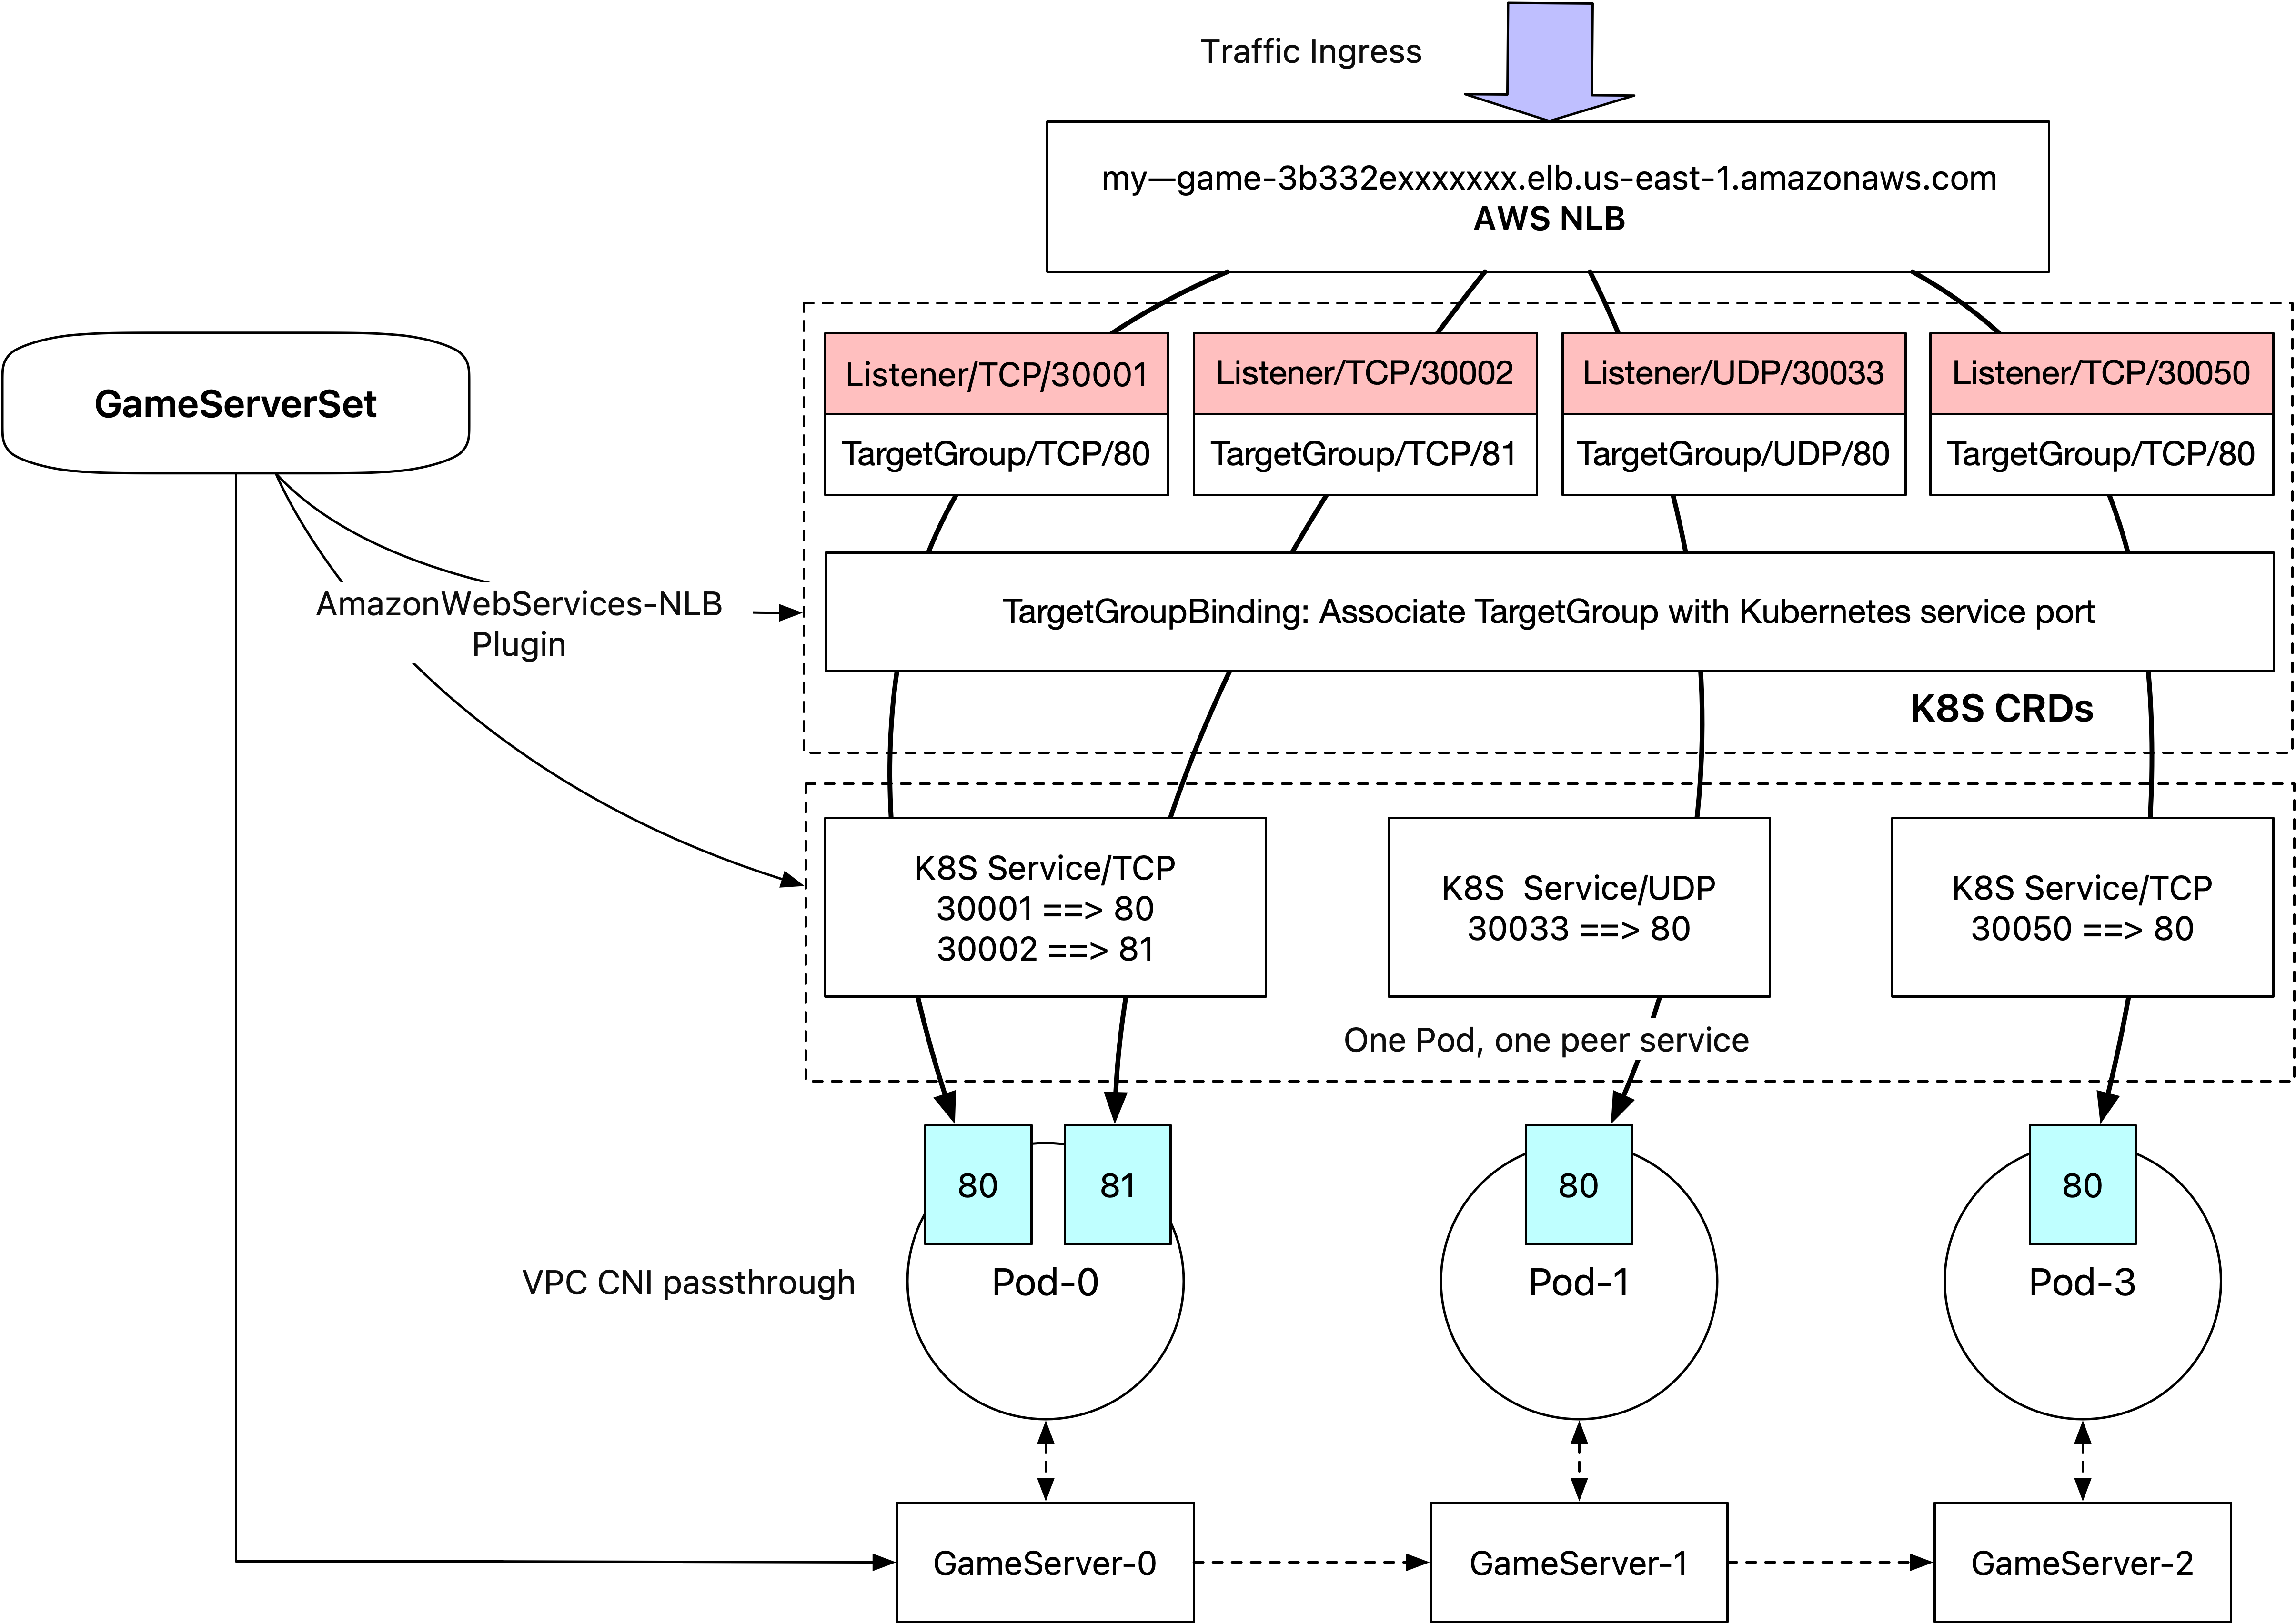 Traffic Ingress
my—game-3b332exxxxxxx.elb.us-east-1.amazonaws.com
AWS NLB
GameServerSet
Listener/TCP/30001
Listener/TCP/30002
Listener/UDP/30033
Listener/TCP/30050
TargetGroup/TCP/80
TargetGroup/TCP/81
TargetGroup/UDP/80
TargetGroup/TCP/80
AmazonWebServices-NLB
Plugin
TargetGroupBinding: Associate TargetGroup with Kubernetes service port
K8S CRDs
K8S Service/TCP
30001 ==> 80
30002 ==> 81
K8S  Service/UDP
30033 ==> 80
K8S Service/TCP
30050 ==> 80
One Pod, one peer service
80
81
80
80
VPC CNI passthrough
Pod-0
Pod-1
Pod-3
GameServer-0
GameServer-1
GameServer-2